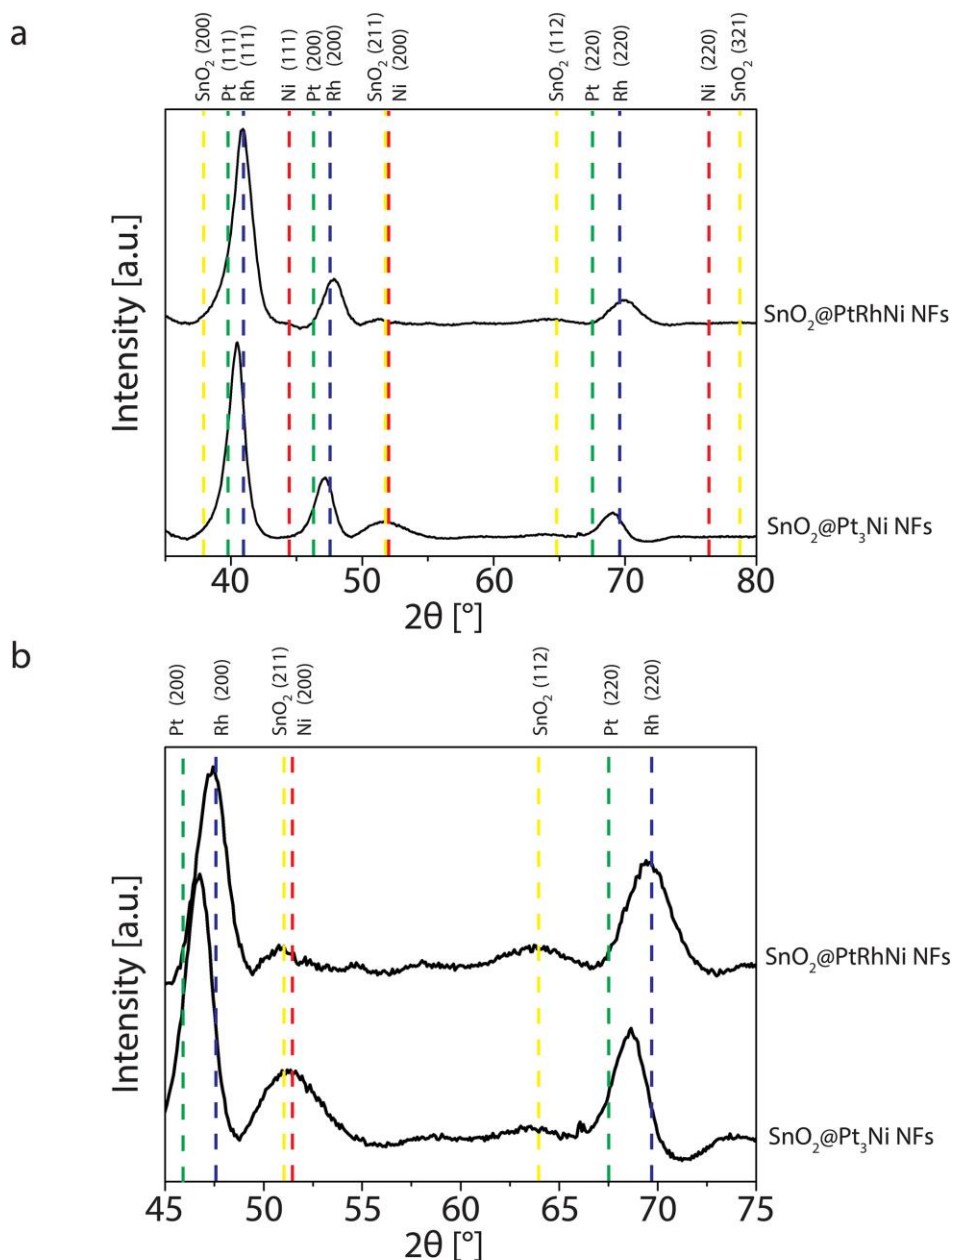 a
SnO2 (200)
Pt (111)
Rh (111)
Ni (111)
Pt (200)
Rh (200)
SnO2 (211)
Ni (200)
SnO2 (112)
Pt (220)
Rh (220)
Ni (220)
SnO2 (321)
Intensity [a.u.]
SnO2@PtRhNi NFs
SnO2@Pt3Ni NFs
40 50 60 70 80
2θ [°]
b
Pt (200)
Rh (200)
SnO2 (211)
Ni (200)
SnO2 (112)
Pt (220)
Rh (220)
Intensity [a.u.]
SnO2@PtRhNi NFs
SnO2@Pt3Ni NFs
45 50 55 60 65 70 75
2θ [°]